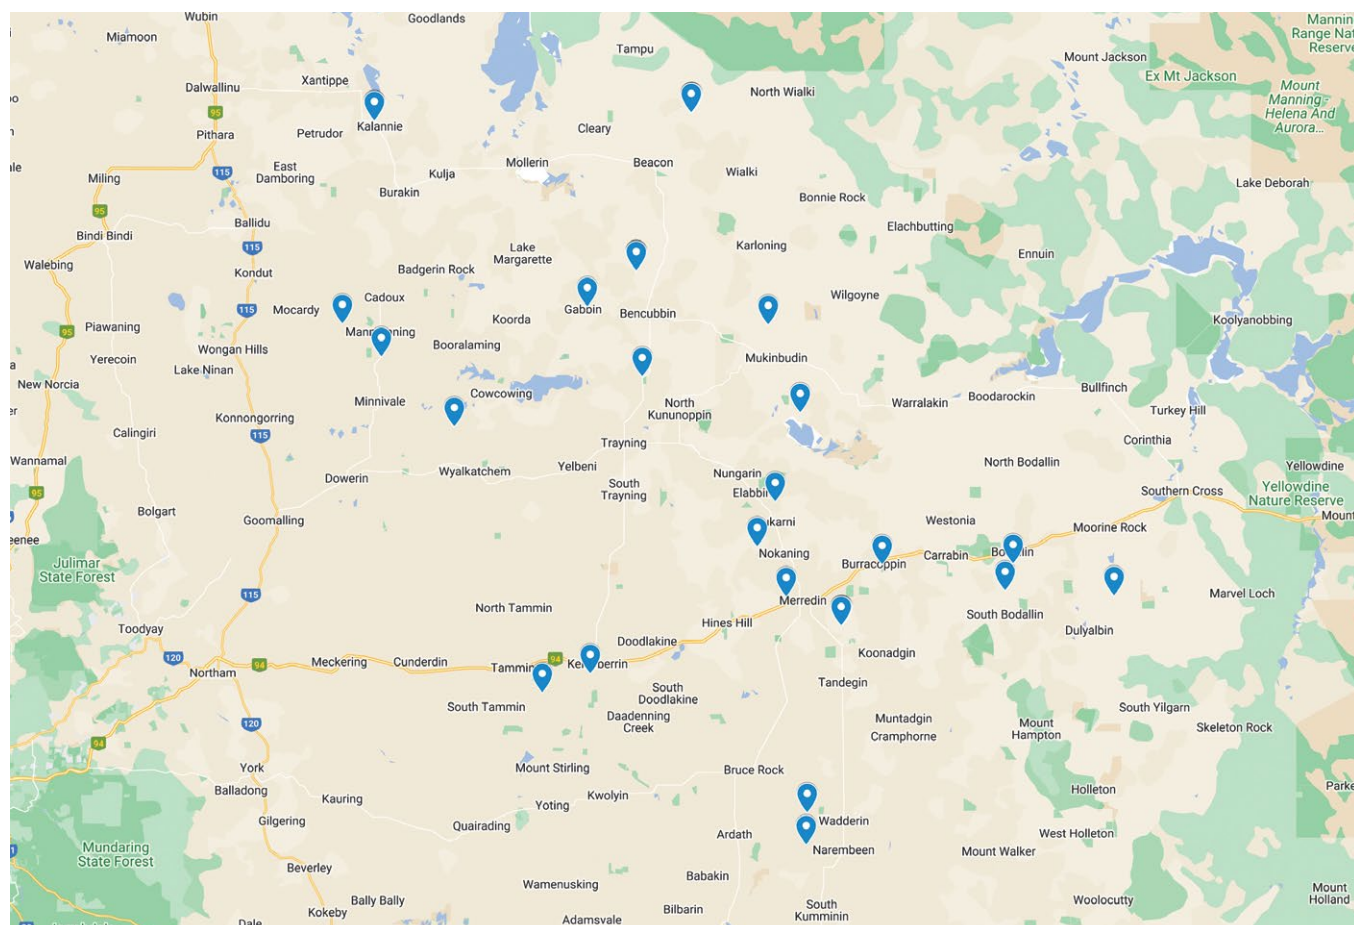 Wubin
Goodlands
Miamoon
Tampu
Mount Jackson
Manning
Range Nat
Reserve
Ex Mt Jackson
Dalwallinu
Xantippe
North Wialki
Mount
Manning -
Helena And
Aurora...
95
Kalannie
Pithara
Petrudor
Cleary
East
Damboring
Mollerin
Beacon
Miling
115
Kulja
Wialki
Burakin
Bonnie Rock
Lake Deborah
95
Ballidu
Bindi Bindi
Elachbutting
115
Lake
Margarette
Karloning
Walebing
Kondut
Badgerin Rock
Ennuin
Cadoux
Wilgoyne
Mocardy
115
Gabbin
Bencubbin
Koorda
Koolyanobbing
Piawaning
95
Yerecoin
Wongan Hills
Booralaming
Mukinbudin
Lake Ninan
New Norcia
Cowcowing
Bullfinch
Boodarockin
Minnivale
North
Kununoppin
Warralakin
Turkey Hill
Konnongorring
Calingiri
115
Trayning
Corinthia
Wannamal
Wyalkatchem
Yelbeni
Nungarin
North Bodallin
Yellowdine
Dowerin
South
Trayning
Southern Cross
Yellowdine
Nature Reserve
95
Bolgart
Goomalling
Westonia
Moorine Rock
Mount
Nokaning
Carrabin
Burracoppin
Julimar
State Forest
115
Merredin
Marvel Loch
North Tammin
South Bodallin
Toodyay
Hines Hill
Dulyalbin
Doodlakine
120
94
Meckering
Cunderdin
Tammin
94
Koonadgin
Northam
Tandegin
South
Doodlakine
South Tammin
South Yilgarn
120
Daadenning
Creek
Muntadgin
Mount
Hampton
Skeleton Rock
94
Cramphorne
York
Mount Stirling
Bruce Rock
Balladong
Kauring
Yoting
Kwolyin
Holleton
Gilgering
Wadderin
Quairading
Ardath
West Holleton
Mundaring
State Forest
Narembeen
Mount Walker
Beverley
Babakin
Wamenusking
Mount
Holland
Bally Bally
Kokeby
Bilbarin
South
Kumminin
Woolocutty
Adamsvale
Dale